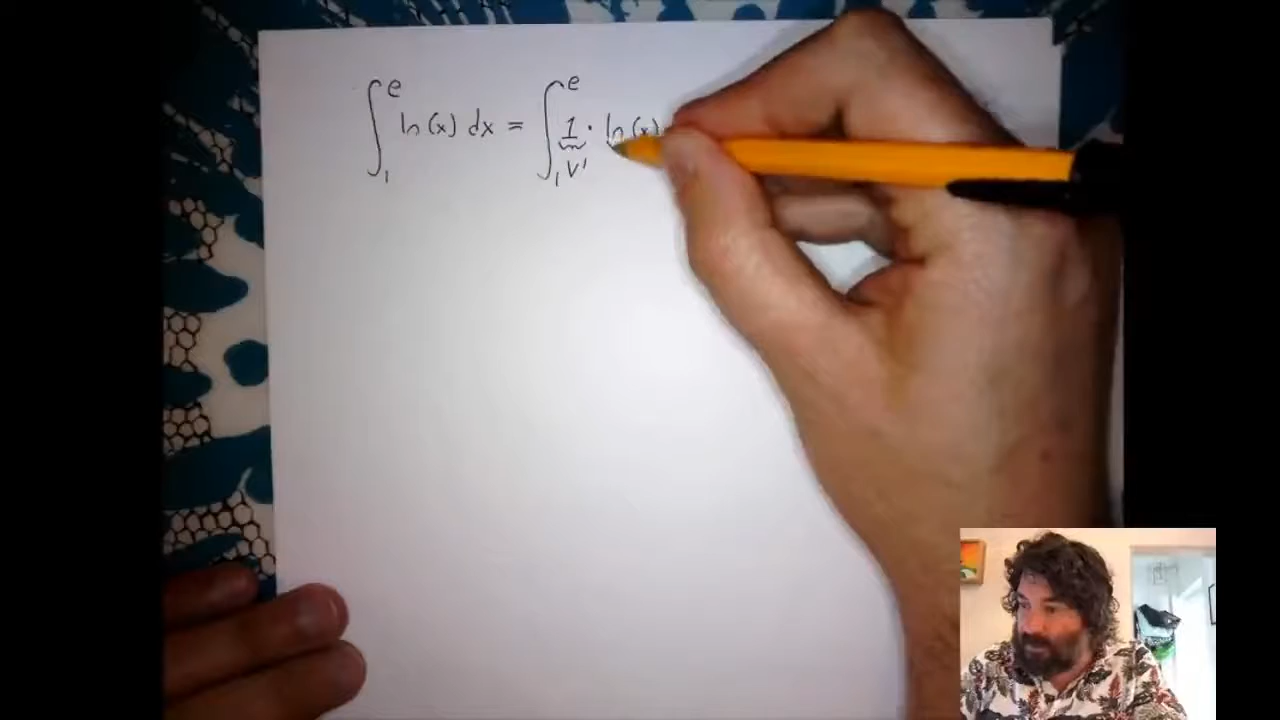 ∫₁ᵉ ln(x) dx = ∫₁ᵉ 1 · ln(x)
v'